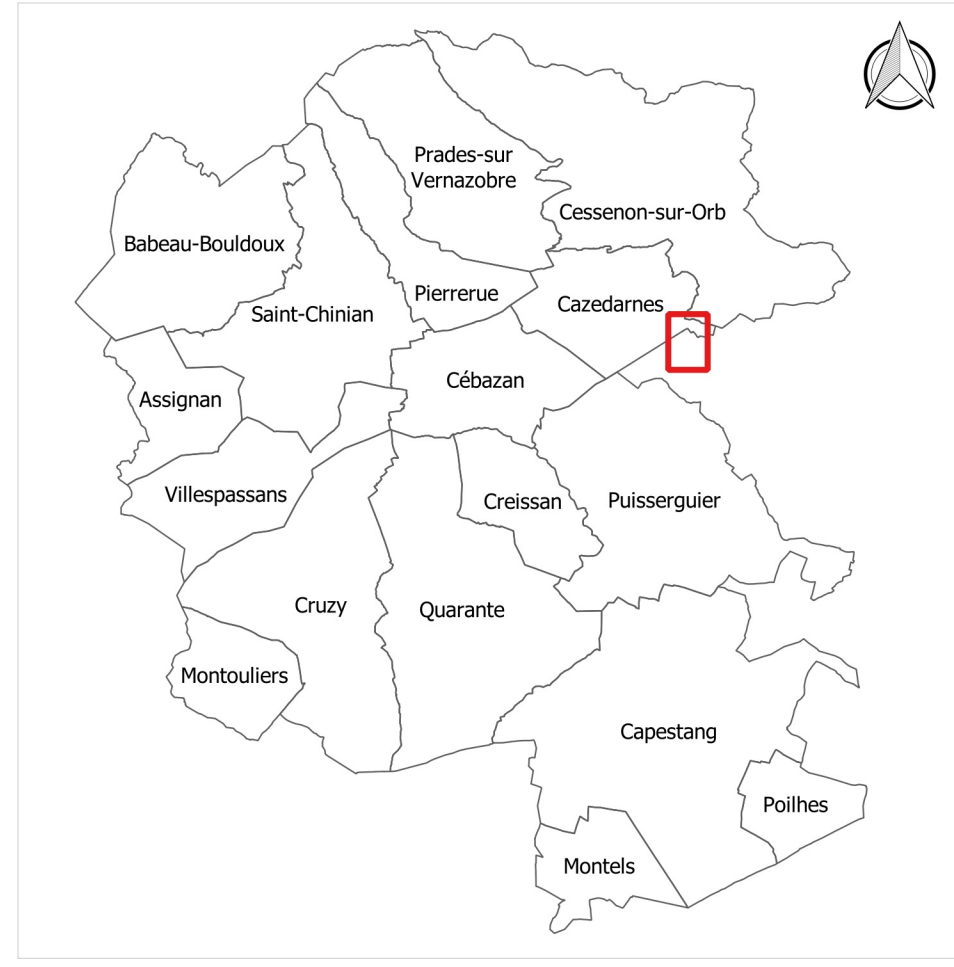 Prades-sur
Vernazobre
Cessenon-sur-Orb
Babeau-Bouldoux
Pierrerue
Cazedarnes
Saint-Chinian
Cébazan
Assignan
Villespassans
Creissan
Puisserguier
Cruzy
Quarante
Montouliers
Capestang
Poilhes
Montels